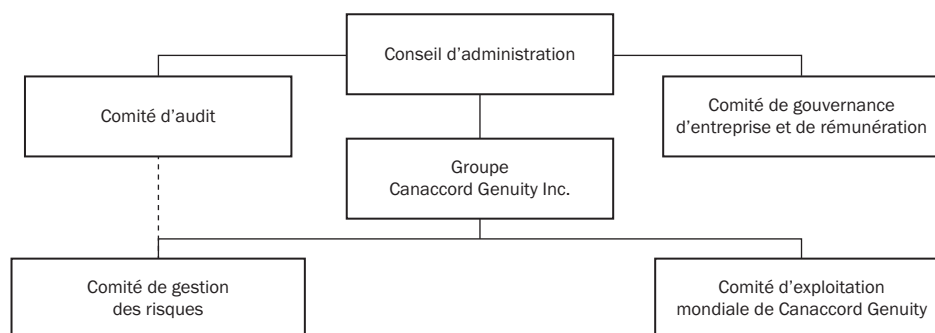 Conseil d'administration
Comité d'audit
Comité de gouvernance
d'entreprise et de rémunération
Groupe
Canaccord Genuity Inc.
Comité de gestion
des risques
Comité d'exploitation
mondiale de Canaccord Genuity